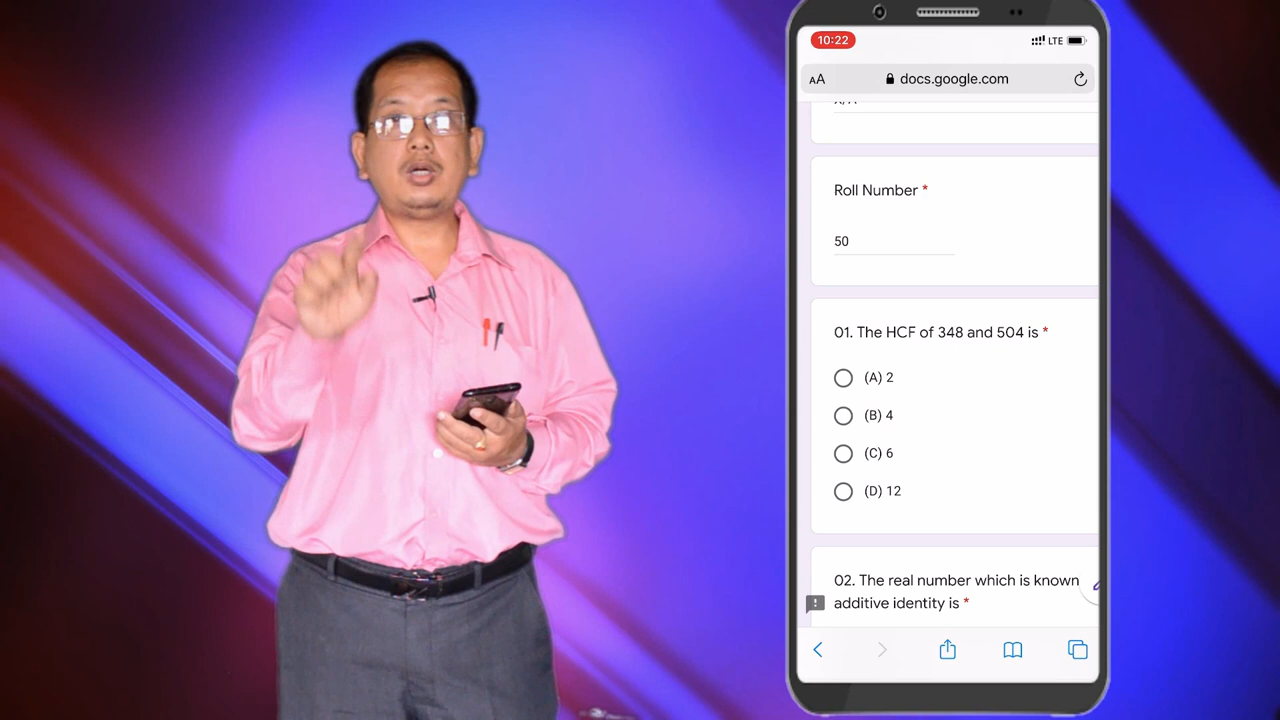 10:22
LTE
AA
docs.google.com
Roll Number *
50
01. The HCF of 348 and 504 is *
(A) 2
(B) 4
(C) 6
(D) 12
02. The real number which is known
additive identity is *